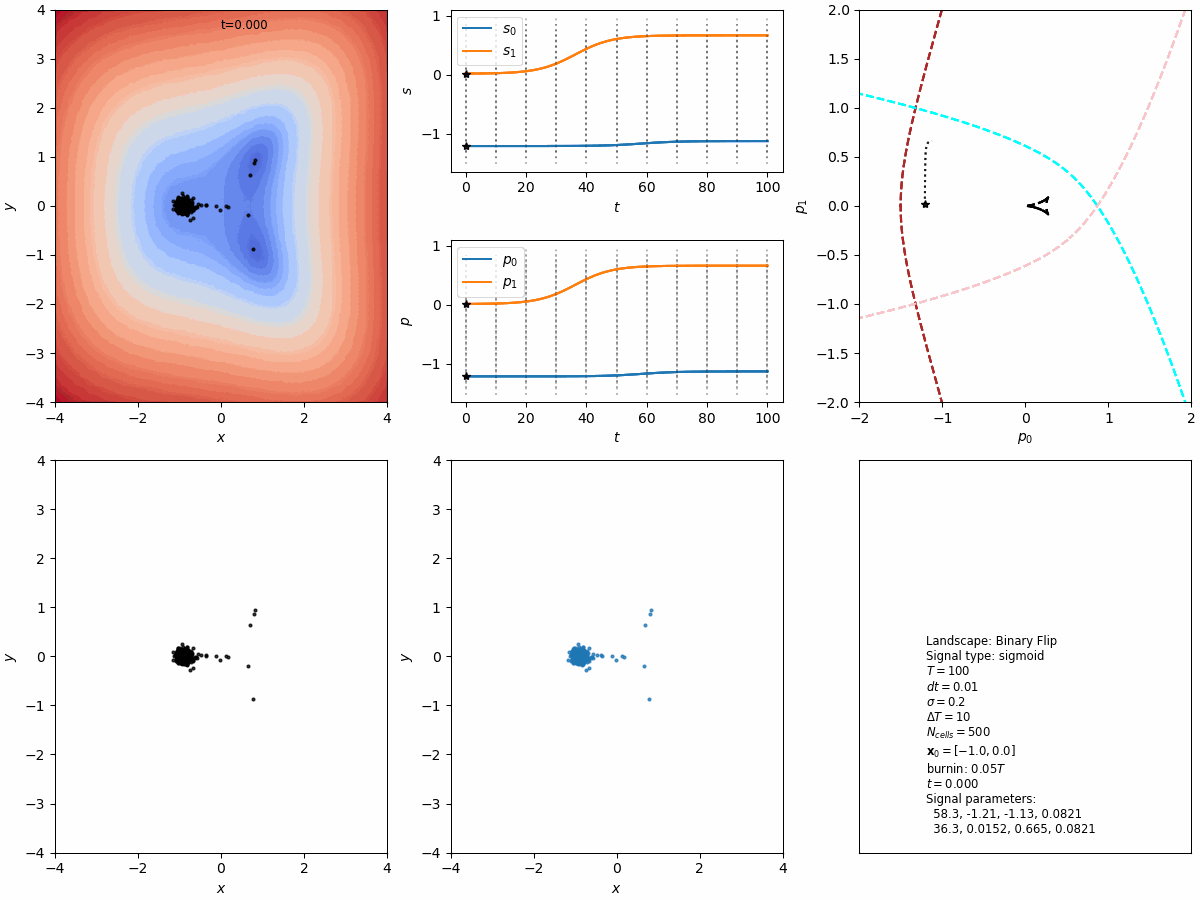 t=0.000
4
3
2
1
0
−1
−2
−3
−4
y
−4
−2
0
2
4
x
1
0
−1
s
s₀
s₁
0
20
40
60
80
100
t
1
0
−1
p
p₀
p₁
0
20
40
60
80
100
t
2.0
1.5
1.0
0.5
0.0
−0.5
−1.0
−1.5
−2.0
p₁
−2
−1
0
1
2
p₀
4
3
2
1
0
−1
−2
−3
−4
y
−4
−2
0
2
4
x
4
3
2
1
0
−1
−2
−3
−4
y
−4
−2
0
2
4
x
Landscape: Binary Flip
Signal type: sigmoid
T = 100
dt = 0.01
σ = 0.2
ΔT = 10
N_cells = 500
x₀ = [−1.0, 0.0]
burnin: 0.05T
t = 0.000
Signal parameters:
58.3, -1.21, -1.13, 0.0821
36.3, 0.0152, 0.665, 0.0821